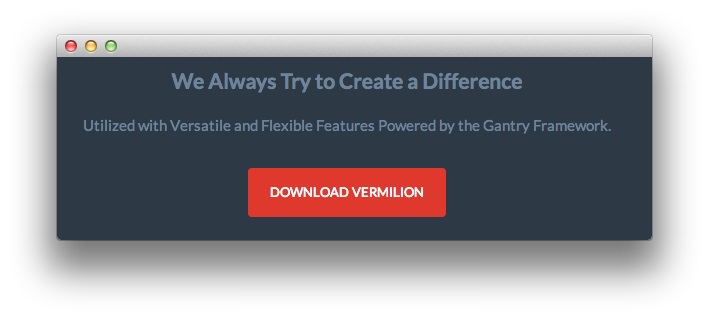 We Always Try to Create a Difference
Utilized with Versatile and Flexible Features Powered by the Gantry Framework.
DOWNLOAD VERMILION